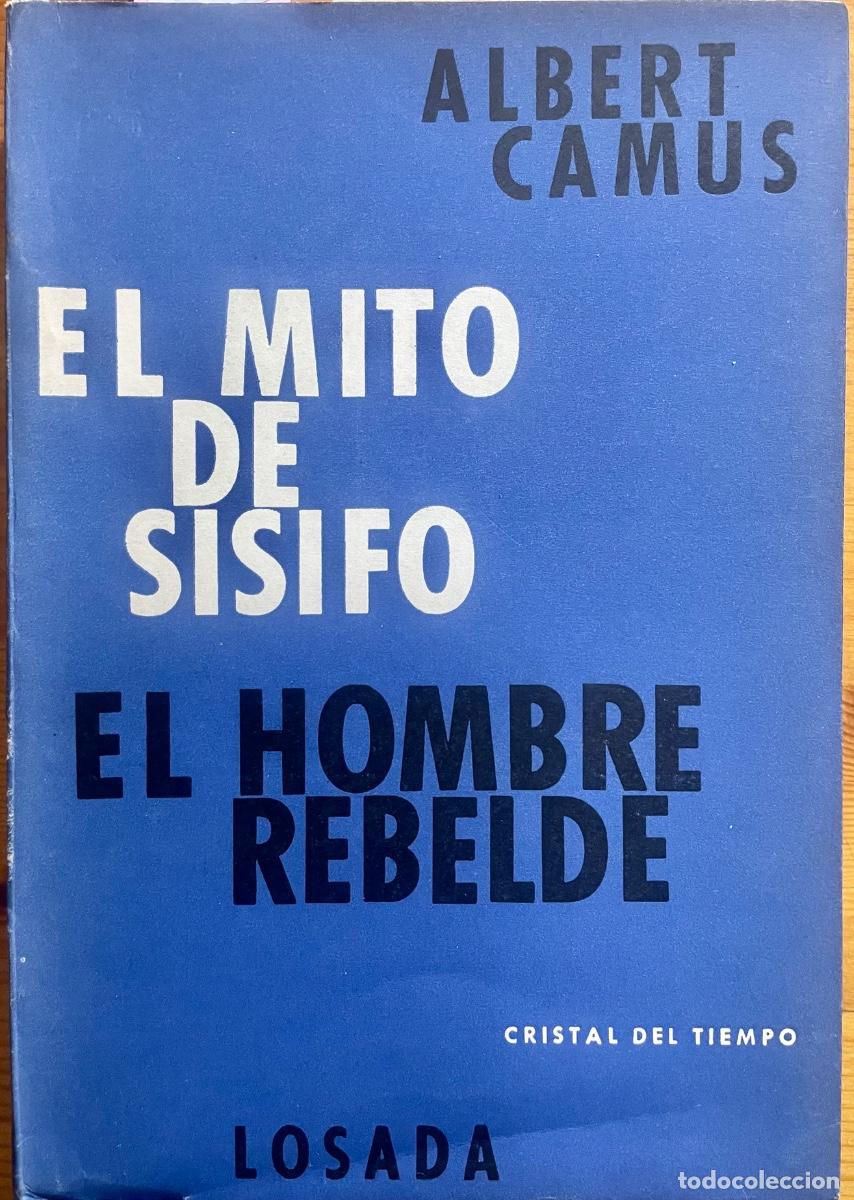 ALBERT
CAMUS
EL MITO
DE
SISIFO
EL HOMBRE
REBELDE
CRISTAL DEL TIEMPO
LOSADA
todocoleccion